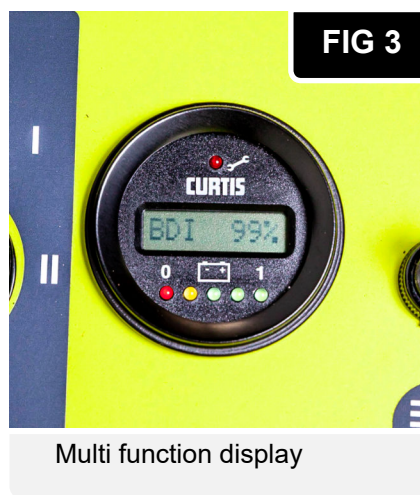 FIG 3
I
CURTIS
BDI 99%
0 1
II
Multi function display